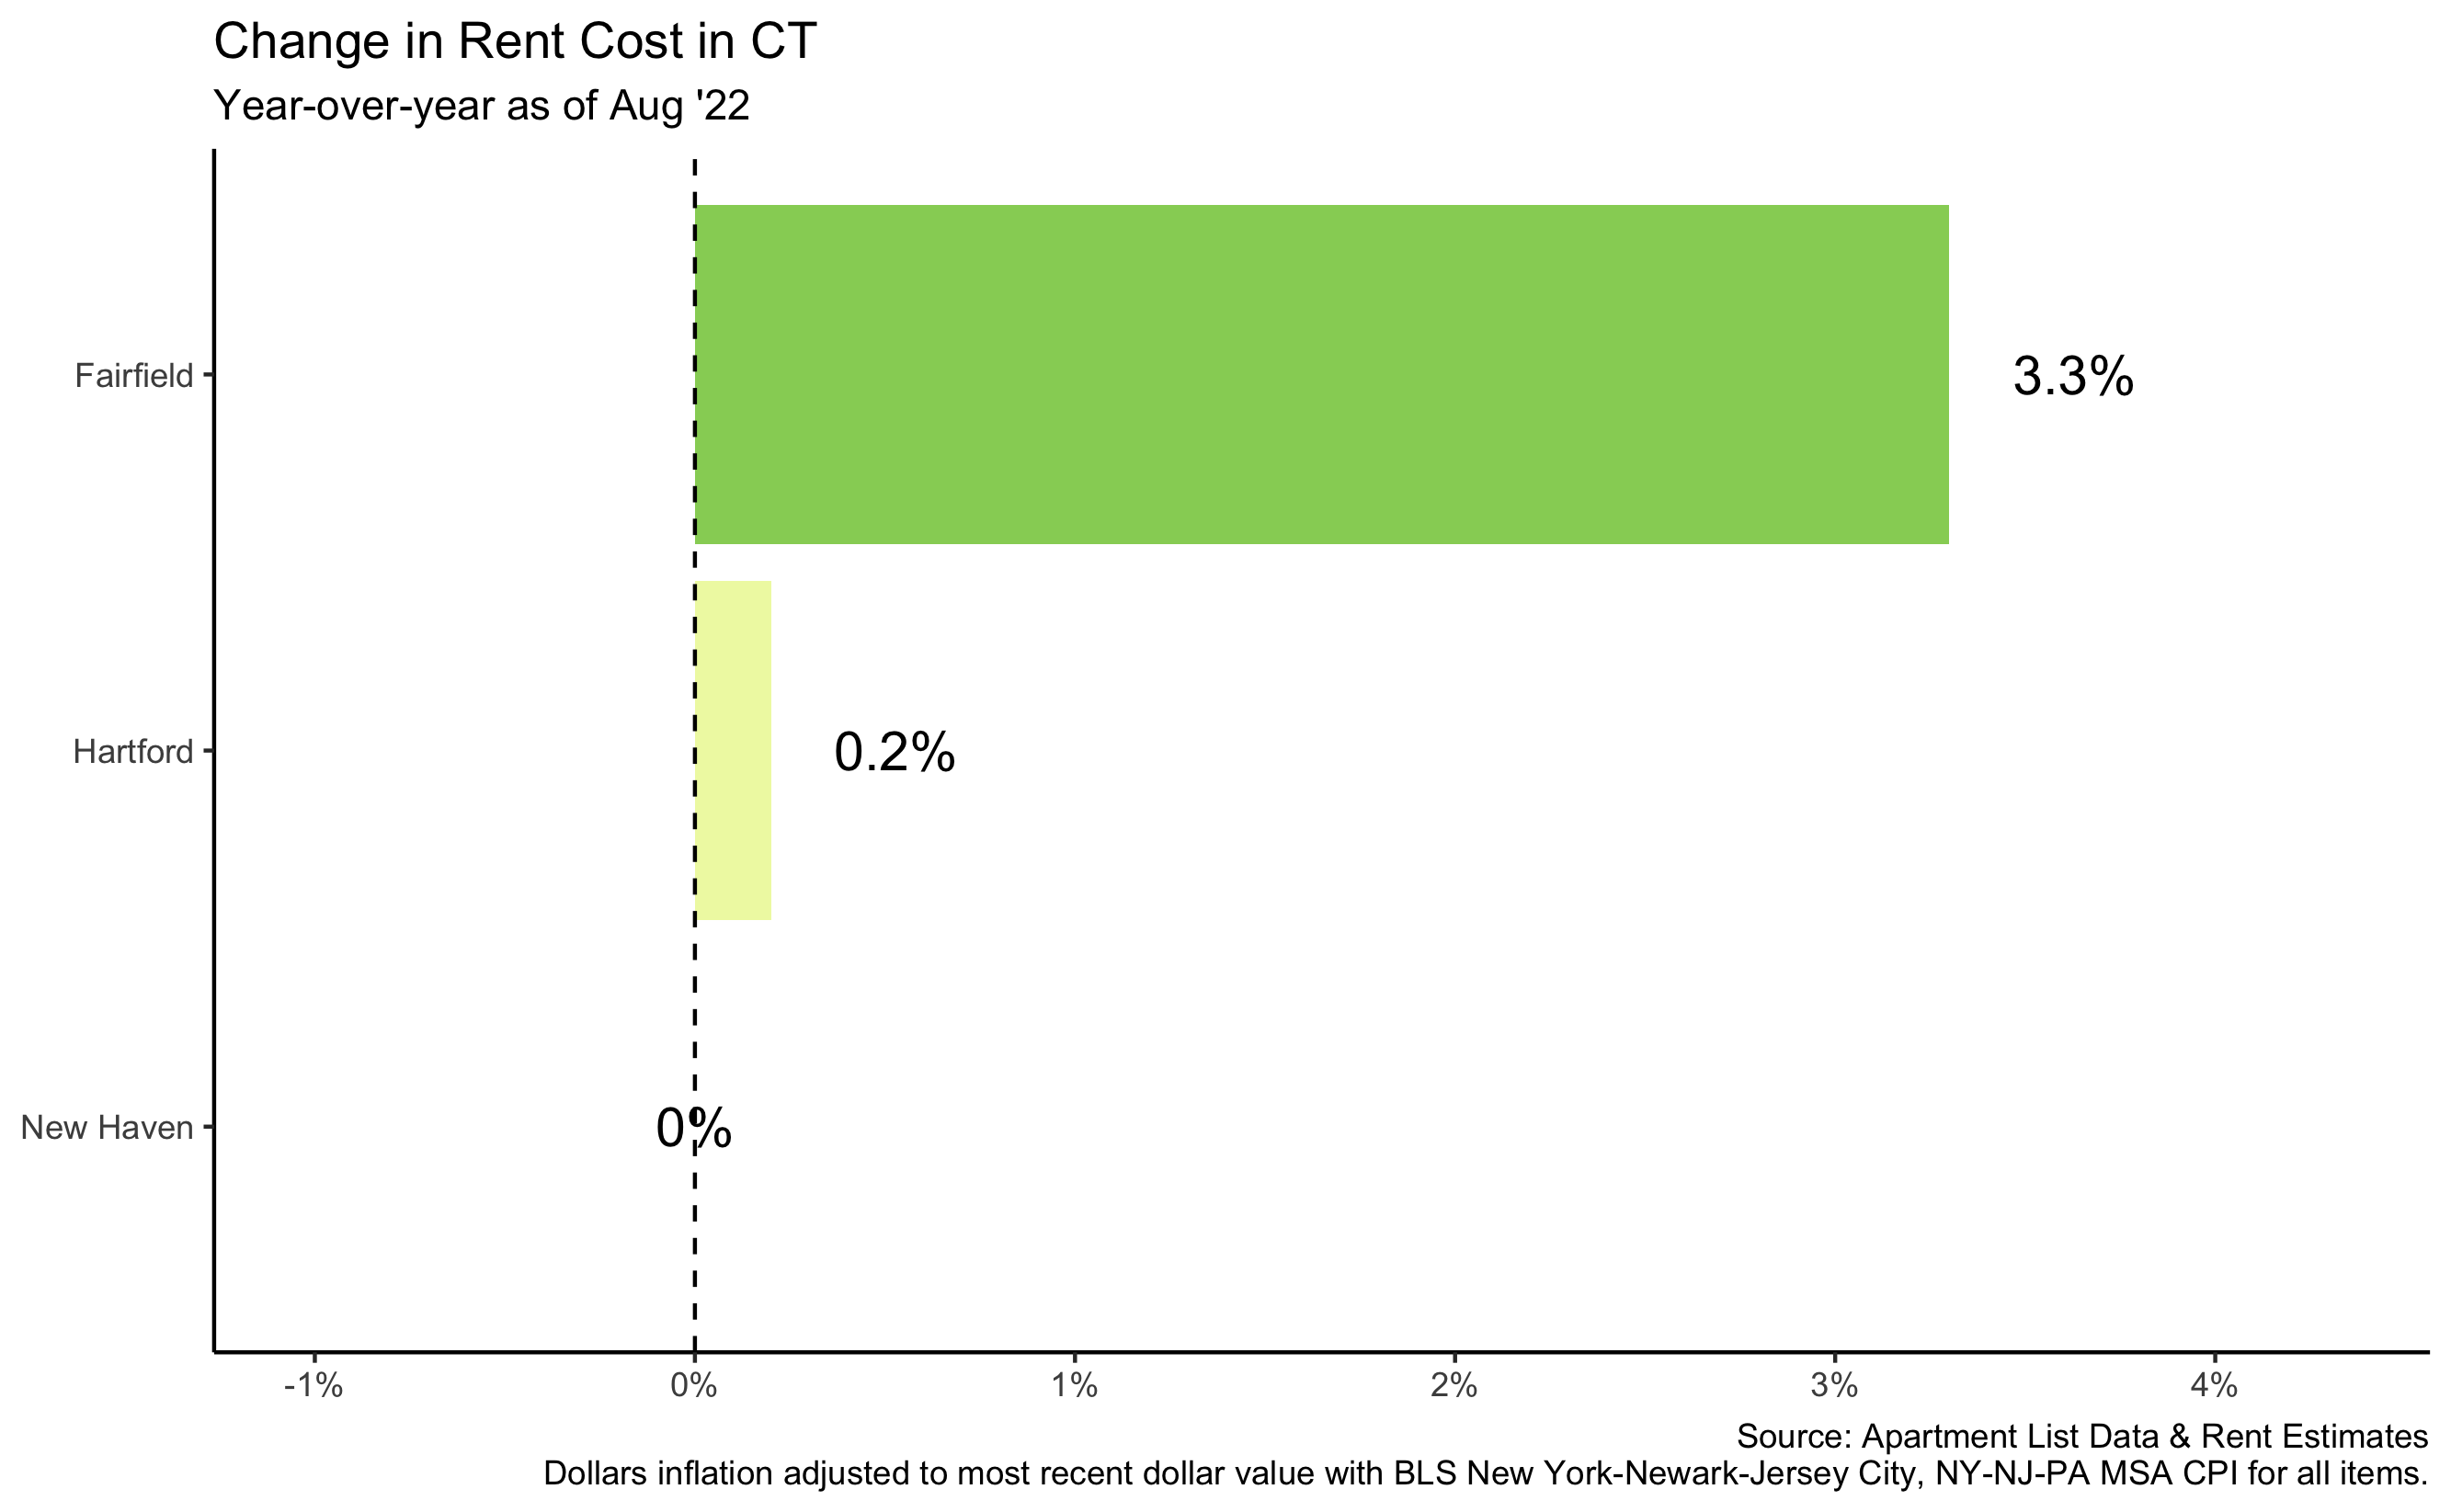 Change in Rent Cost in CT
Year-over-year as of Aug '22
Fairfield
3.3%
Hartford
0.2%
New Haven
0%
-1%
0%
1%
2%
3%
4%
Source: Apartment List Data & Rent Estimates
Dollars inflation adjusted to most recent dollar value with BLS New York-Newark-Jersey City, NY-NJ-PA MSA CPI for all items.